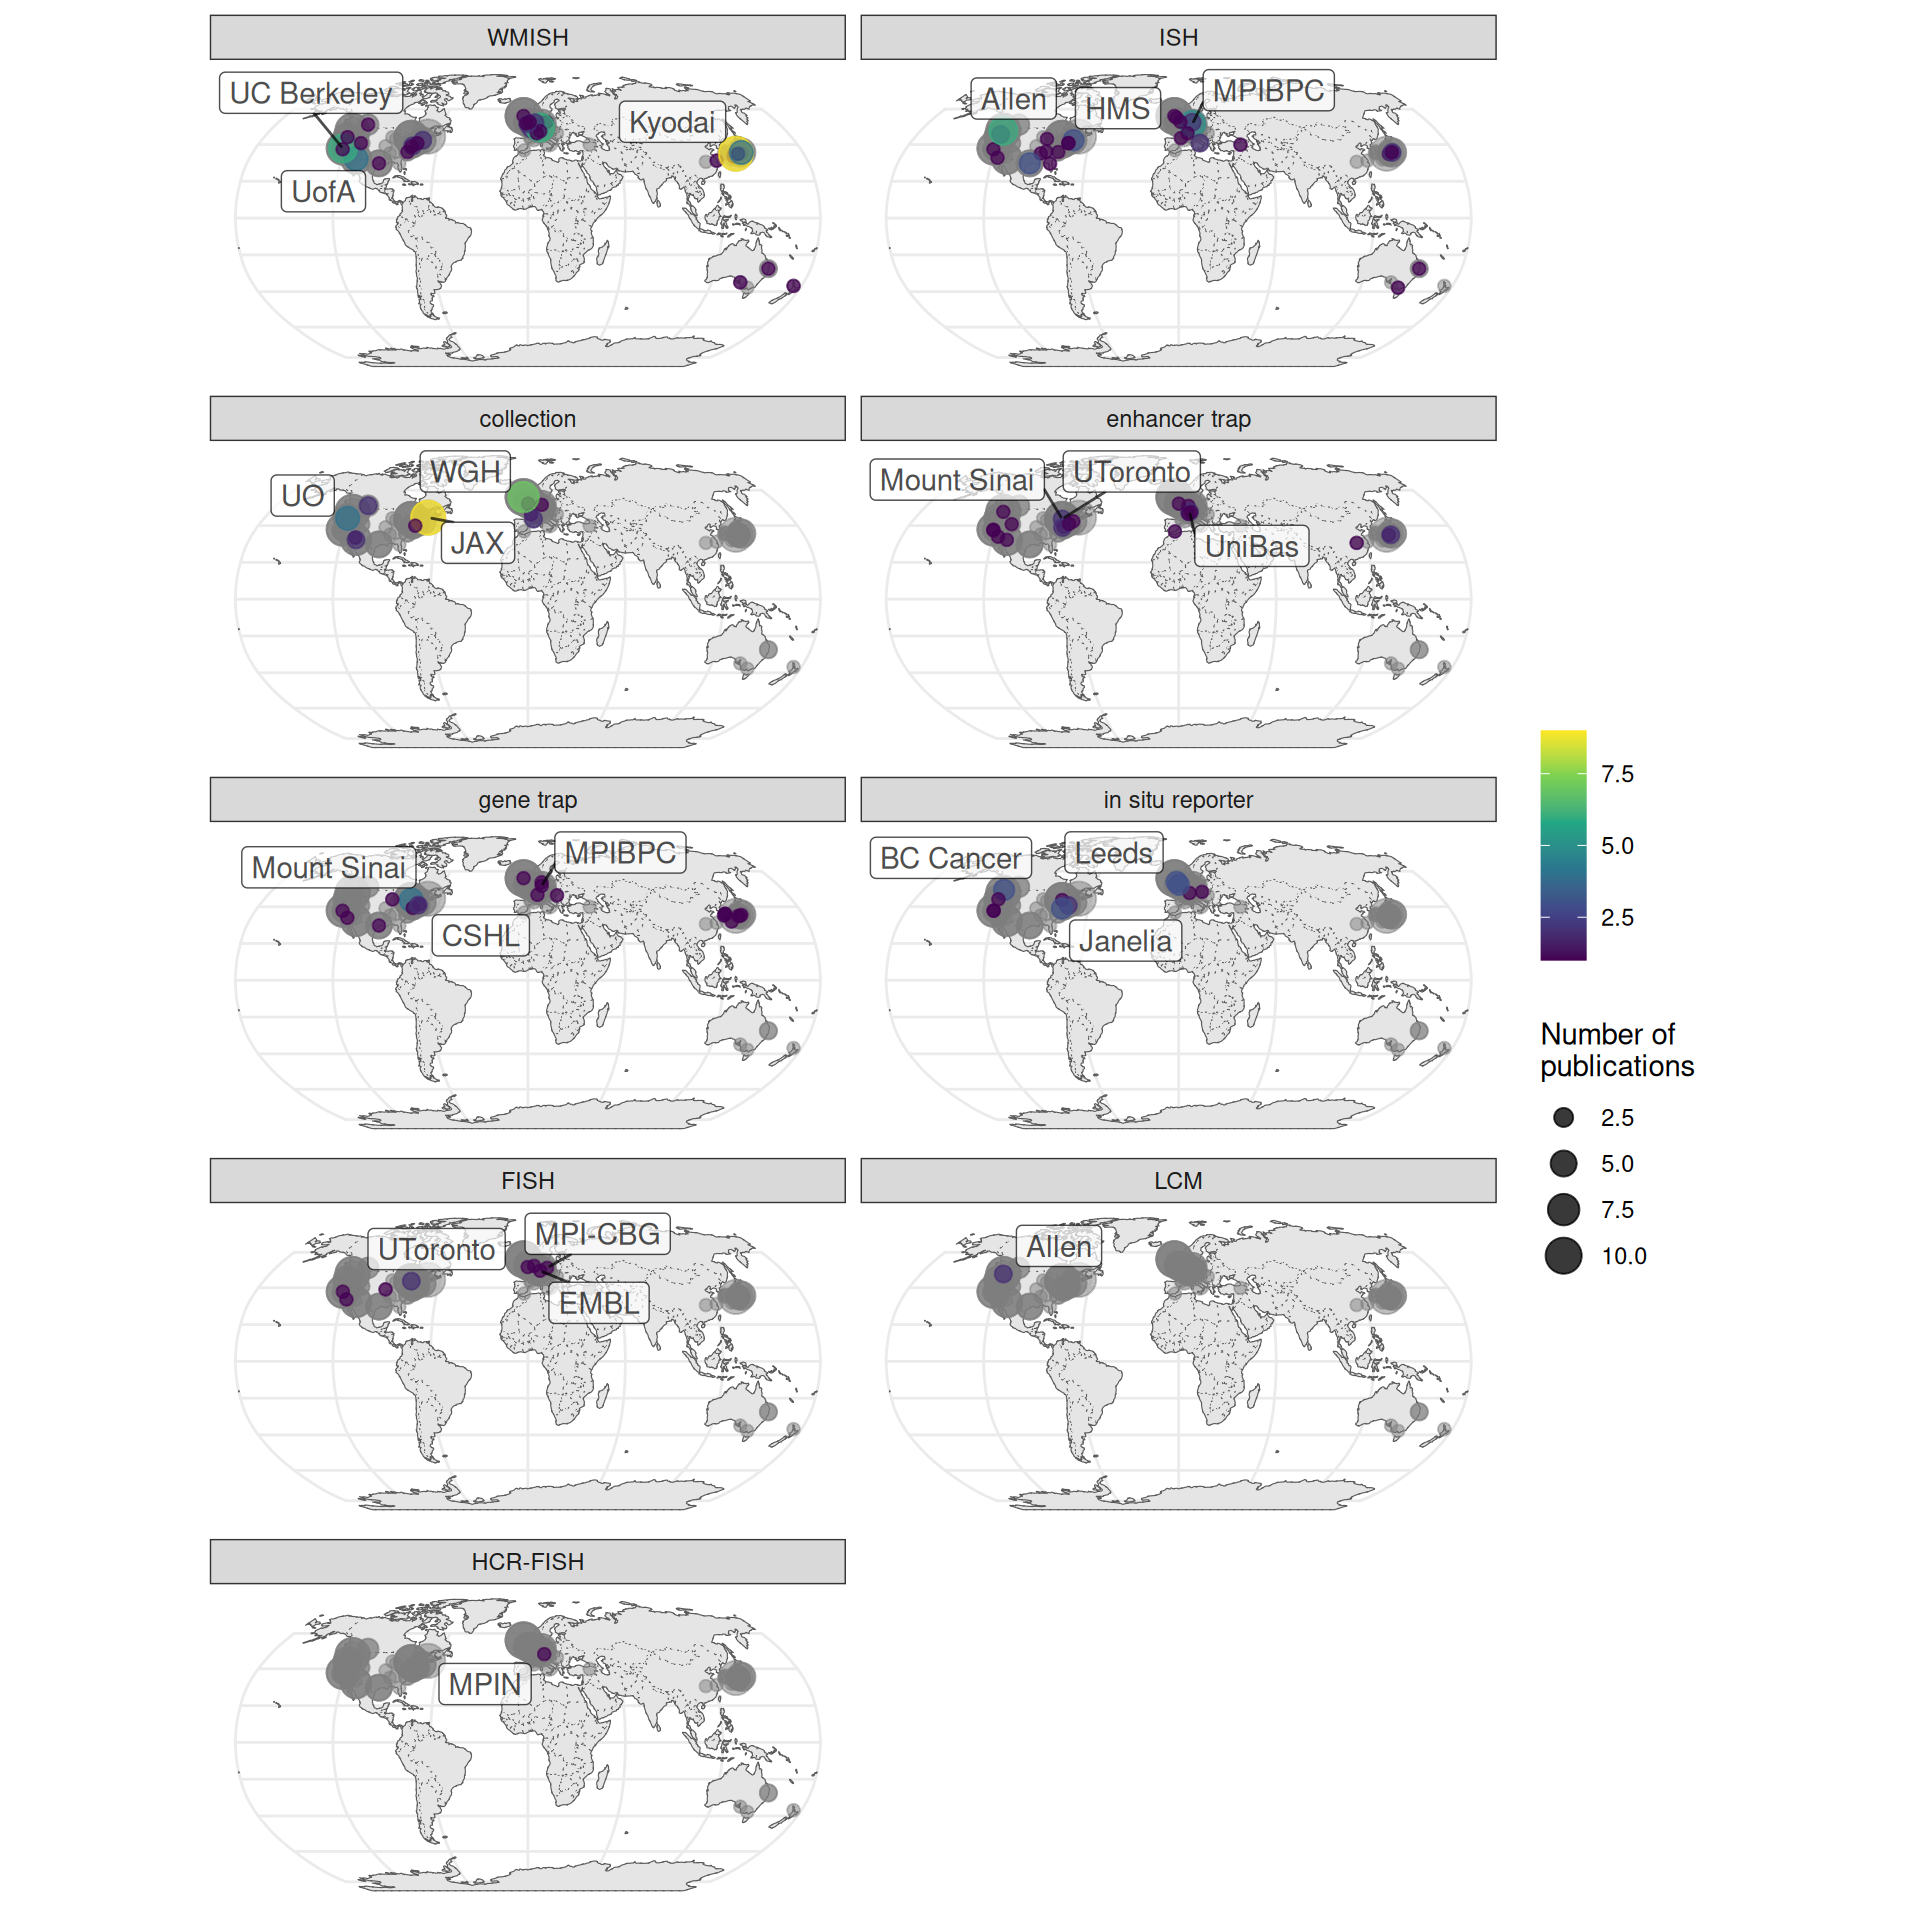 WMISH
ISH
UC Berkeley
Kyodai
UofA
Allen
HMS
MPIBPC
collection
enhancer trap
UO
WGH
JAX
Mount Sinai
UToronto
UniBas
gene trap
in situ reporter
Mount Sinai
MPIBPC
CSHL
BC Cancer
Leeds
Janelia
FISH
LCM
UToronto
MPI-CBG
EMBL
Allen
HCR-FISH
MPIN
7.5
5.0
2.5
Number of
publications
2.5
5.0
7.5
10.0